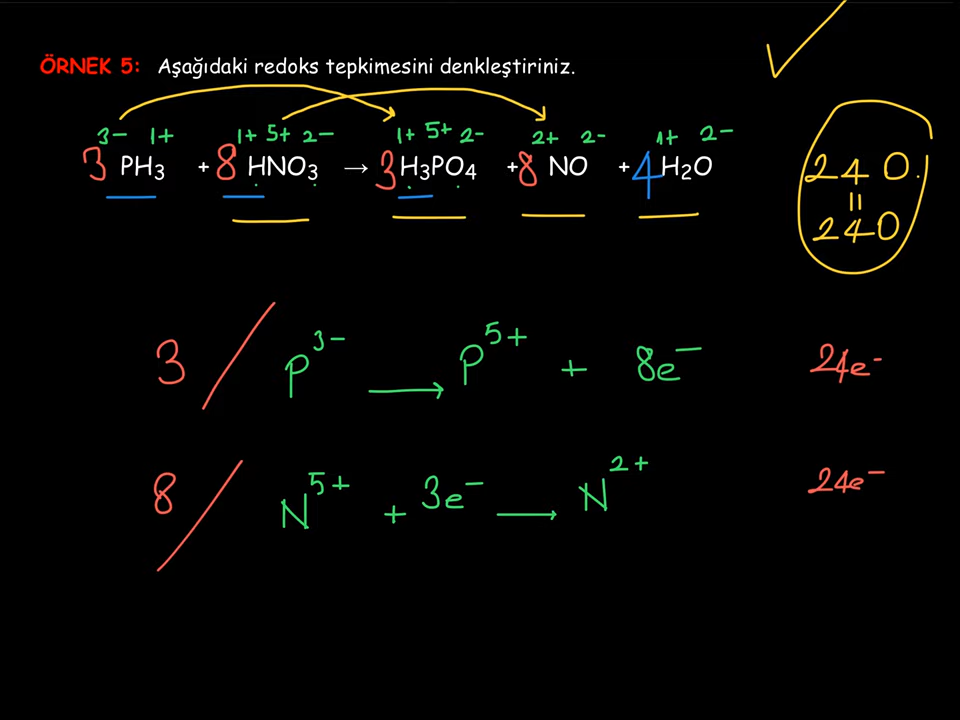 ÖRNEK 5: Aşağıdaki redoks tepkimesini denkleştiriniz.
3− 1+ 1+ 5+ 2− 1+ 5+ 2− 2+ 2− 1+ 2−
3 PH3 + 8 HNO3 → 3 H3PO4 + 8 NO + 4 H2O
24 O
=
24 O
3 / P3− → P5+ + 8e− 24e-
8 / N5+ + 3e− → N2+ 24e−